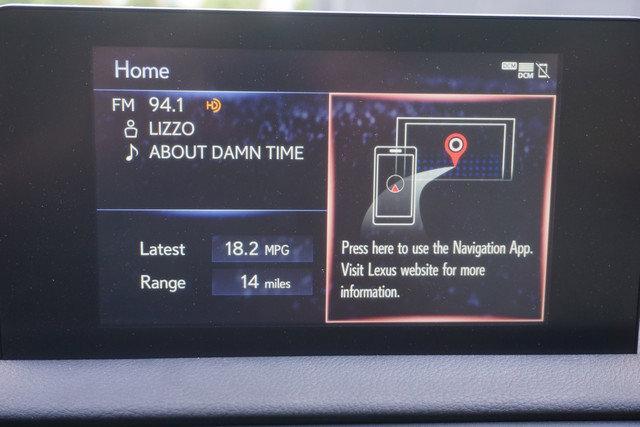 Home
DCM
DCM
FM 94.1 HD
LIZZO
ABOUT DAMN TIME
Latest 18.2 MPG
Range 14 miles
Press here to use the Navigation App.
Visit Lexus website for more
information.